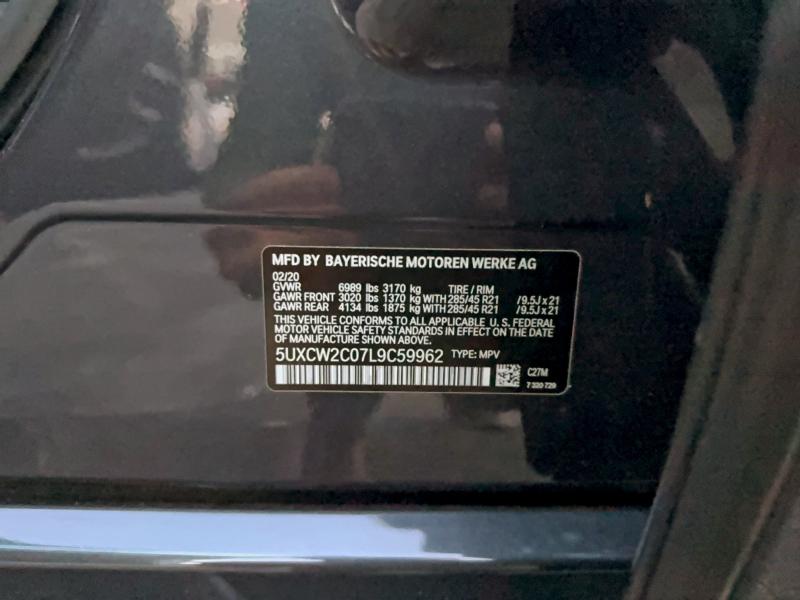 MFD BY BAYERISCHE MOTOREN WERKE AG
02/20
GVWR 6989 lbs 3170 kg TIRE / RIM
GAWR FRONT 3020 lbs 1370 kg WITH 285/45 R21 /9.5J x 21
GAWR REAR 4134 lbs 1875 kg WITH 285/45 R21 /9.5J x 21
THIS VEHICLE CONFORMS TO ALL APPLICABLE U. S. FEDERAL
MOTOR VEHICLE SAFETY STANDARDS IN EFFECT ON THE DATE
OF MANUFACTURE SHOWN ABOVE.
5UXCW2C07L9C59962 TYPE: MPV
C27M
7 320 729